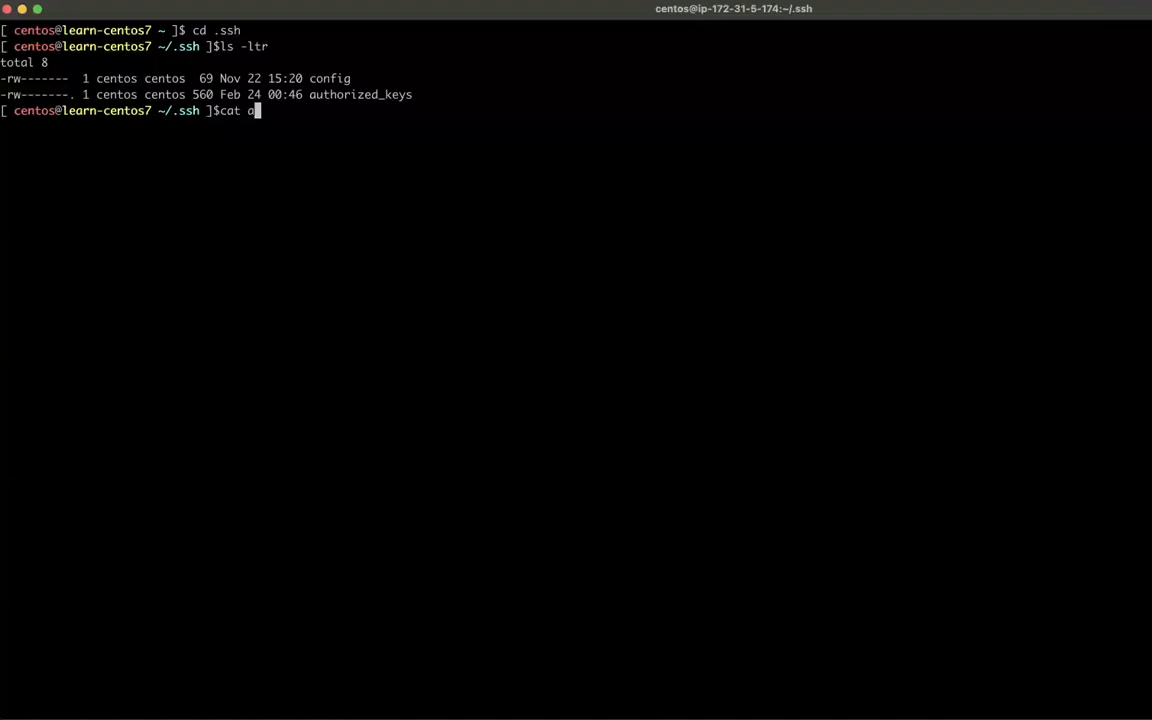 centos@ip-172-31-5-174:~/.ssh
[ centos@learn-centos7 ~ ]$ cd .ssh
[ centos@learn-centos7 ~/.ssh ]$ls -ltr
total 8
-rw-------  1 centos centos  69 Nov 22 15:20 config
-rw-------. 1 centos centos 560 Feb 24 00:46 authorized_keys
[ centos@learn-centos7 ~/.ssh ]$cat a